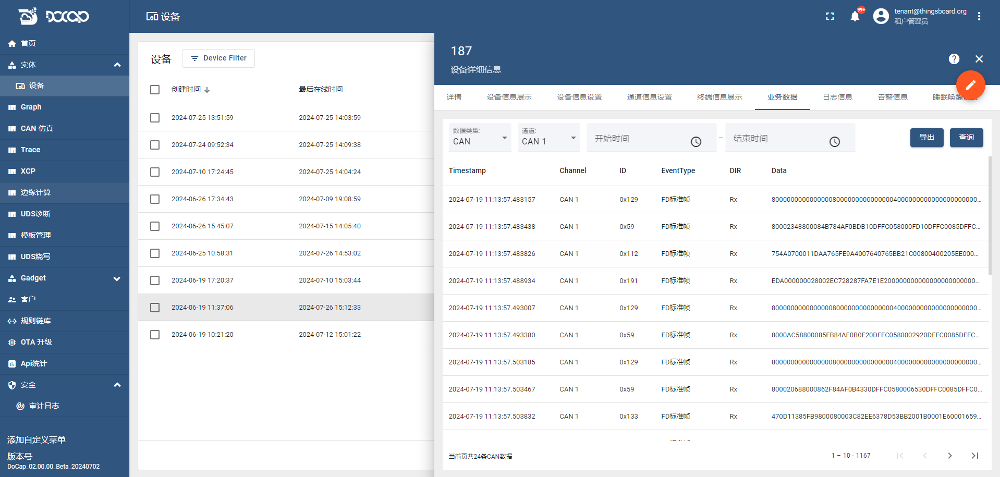 DOCAP
首页
实体
设备
Graph
CAN 仿真
Trace
XCP
边缘计算
UDS诊断
模板管理
UDS烧写
Gadget
客户
规则链库
OTA 升级
Api统计
安全
审计日志
添加自定义菜单
版本号
DoCap_02.00.00_Beta_20240702
设备
99+
tenant@thingsboard.org
租户管理员
设备 Device Filter
创建时间 最后在线时间
2024-07-25 13:51:59 2024-07-25 14:03:59
2024-07-24 09:52:34 2024-07-25 14:09:38
2024-07-10 17:24:45 2024-07-25 14:04:24
2024-06-26 17:34:43 2024-07-09 19:08:59
2024-06-26 15:45:07 2024-07-15 14:05:40
2024-06-25 10:58:31 2024-07-26 14:53:02
2024-06-19 17:20:37 2024-07-10 15:03:44
2024-06-19 11:37:06 2024-07-26 15:12:33
2024-06-19 10:21:20 2024-07-12 15:01:22
187
设备详细信息
详情 设备信息展示 设备信息设置 通道信息设置 终端信息展示 业务数据 日志信息 告警信息 睡眠唤醒设置
数据类型: 通道:
CAN CAN 1 开始时间 – 结束时间 导出 查询
Timestamp Channel ID EventType DIR Data
2024-07-19 11:13:57.483157 CAN 1 0x129 FD标准帧 Rx 80000000000000008000000000000000400000000000000000000000...
2024-07-19 11:13:57.483438 CAN 1 0x59 FD标准帧 Rx 80002348800084B784AF0BDB10DFFC058000FD10DFFC0085DFFC...
2024-07-19 11:13:57.483826 CAN 1 0x112 FD标准帧 Rx 754A0700011DAA765FE9A4007640765BB21C00800400205EE000...
2024-07-19 11:13:57.488934 CAN 1 0x191 FD标准帧 Rx EDA000000028002EC728287FA7E1E2000000000000000000000000...
2024-07-19 11:13:57.493007 CAN 1 0x129 FD标准帧 Rx 80000000000000008000000000000000400000000000000000000000...
2024-07-19 11:13:57.493380 CAN 1 0x59 FD标准帧 Rx 8000AC58800085FB84AF0B0F20DFFC0580002920DFFC0085DFFC...
2024-07-19 11:13:57.503185 CAN 1 0x129 FD标准帧 Rx 80000000000000008000000000000000400000000000000000000000...
2024-07-19 11:13:57.503467 CAN 1 0x59 FD标准帧 Rx 800020688000862F84AF0B4330DFFC0580006530DFFC0085DFFC0...
2024-07-19 11:13:57.503832 CAN 1 0x133 FD标准帧 Rx 470D11385FB9800080003C82EE6378D53BB2001B0001E60001659...
当前页共24条CAN数据 1 – 10 - 1167